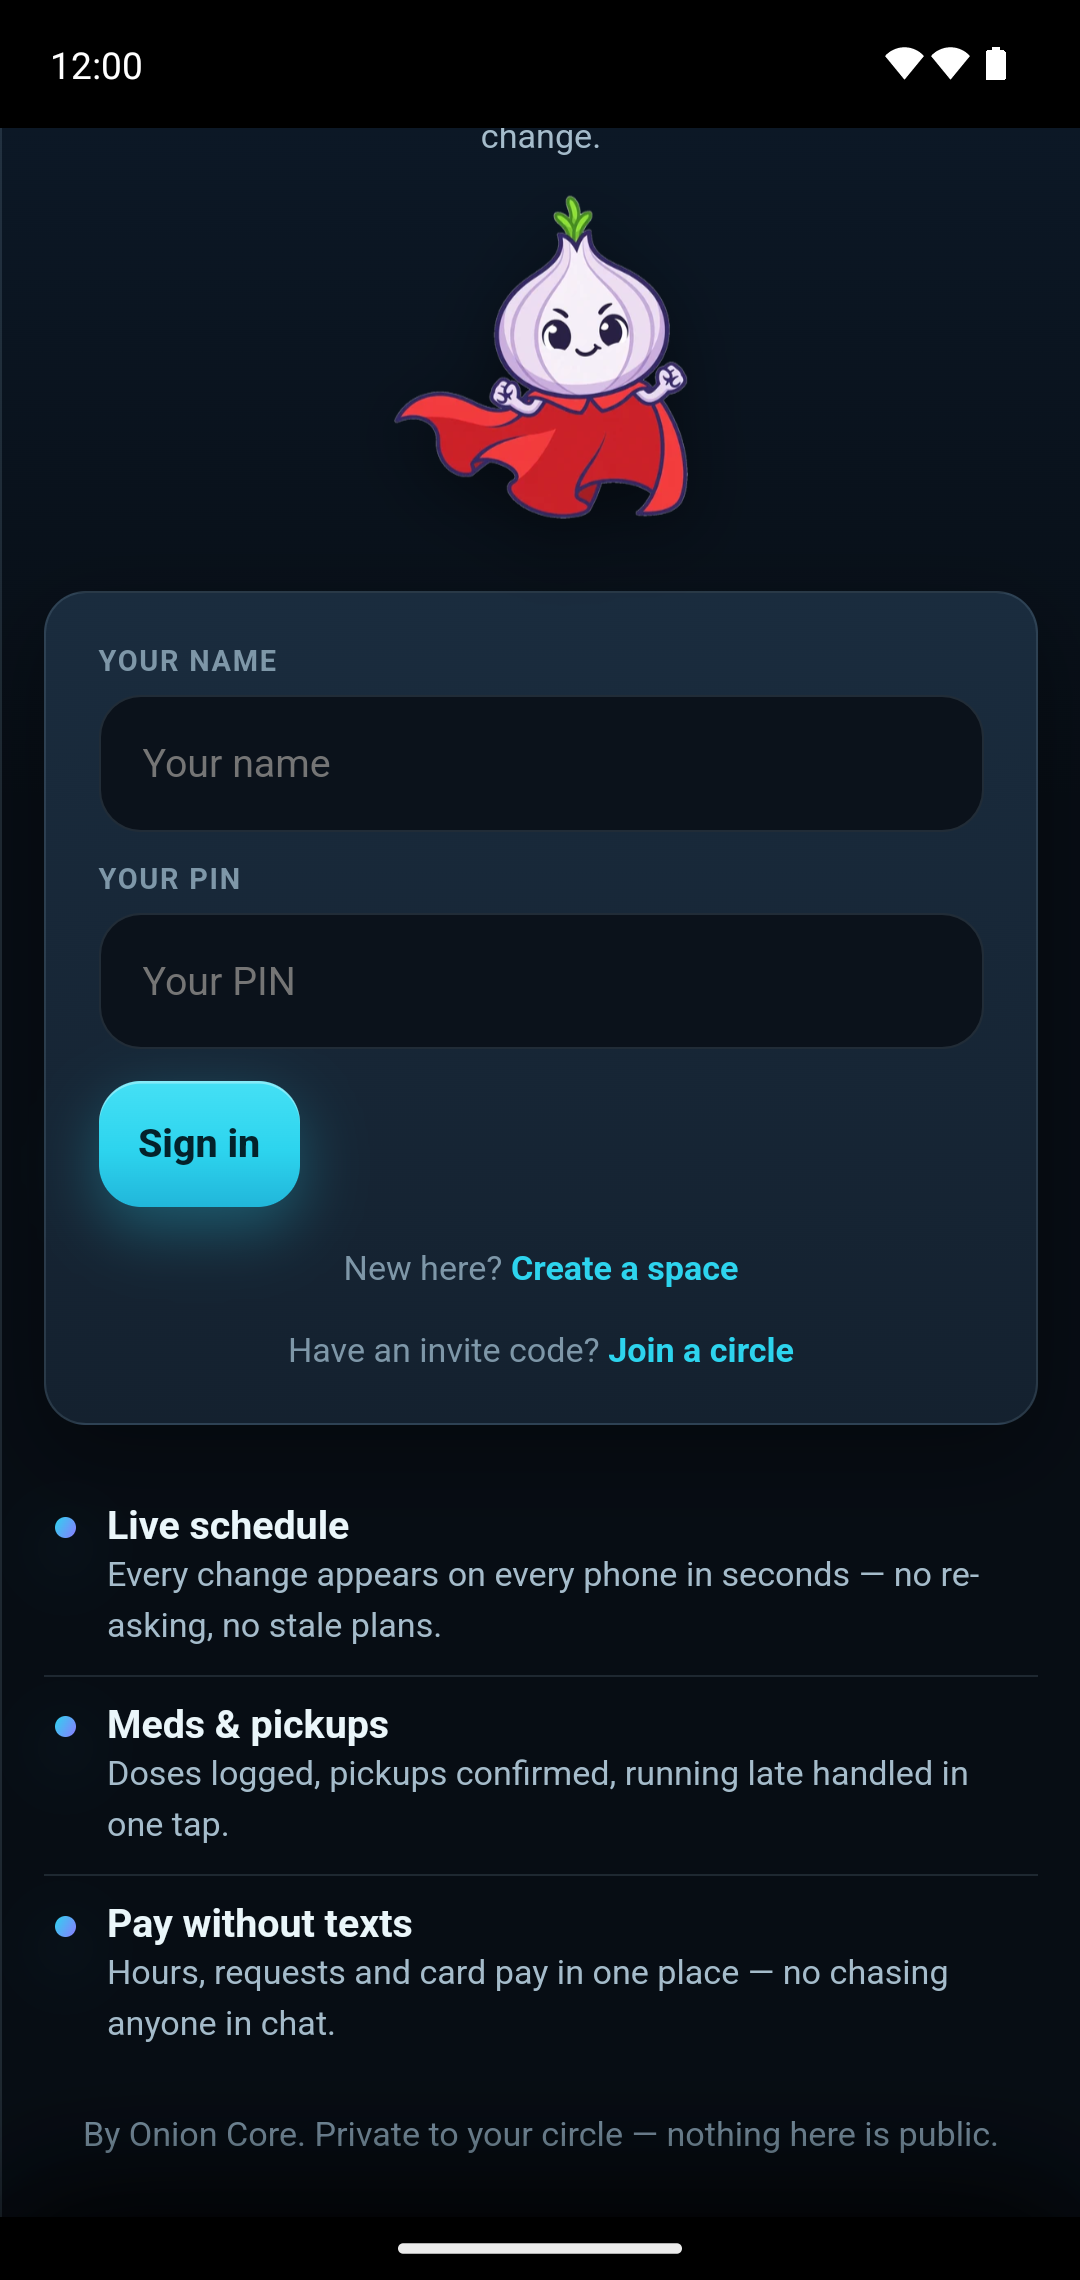 12:00
change.
YOUR NAME
Your name
YOUR PIN
Your PIN
Sign in
New here? Create a space
Have an invite code? Join a circle
Live schedule
Every change appears on every phone in seconds — no re-
asking, no stale plans.
Meds & pickups
Doses logged, pickups confirmed, running late handled in
one tap.
Pay without texts
Hours, requests and card pay in one place — no chasing
anyone in chat.
By Onion Core. Private to your circle — nothing here is public.